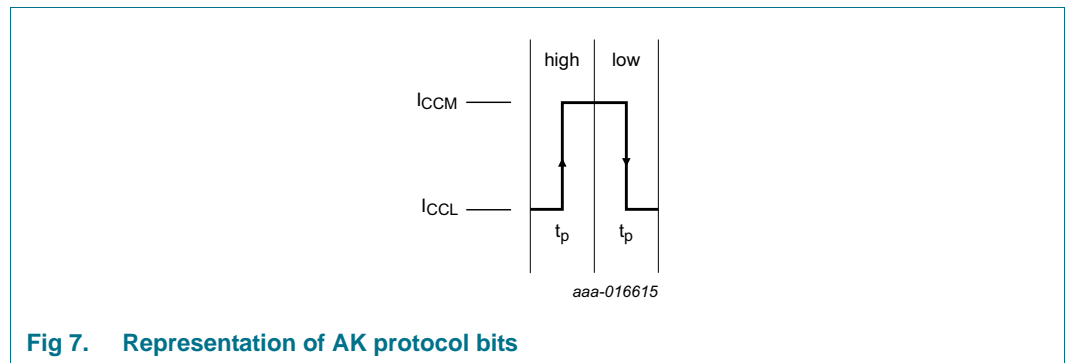 high low
ICCM
ICCL
tp tp
aaa-016615
Fig 7. Representation of AK protocol bits